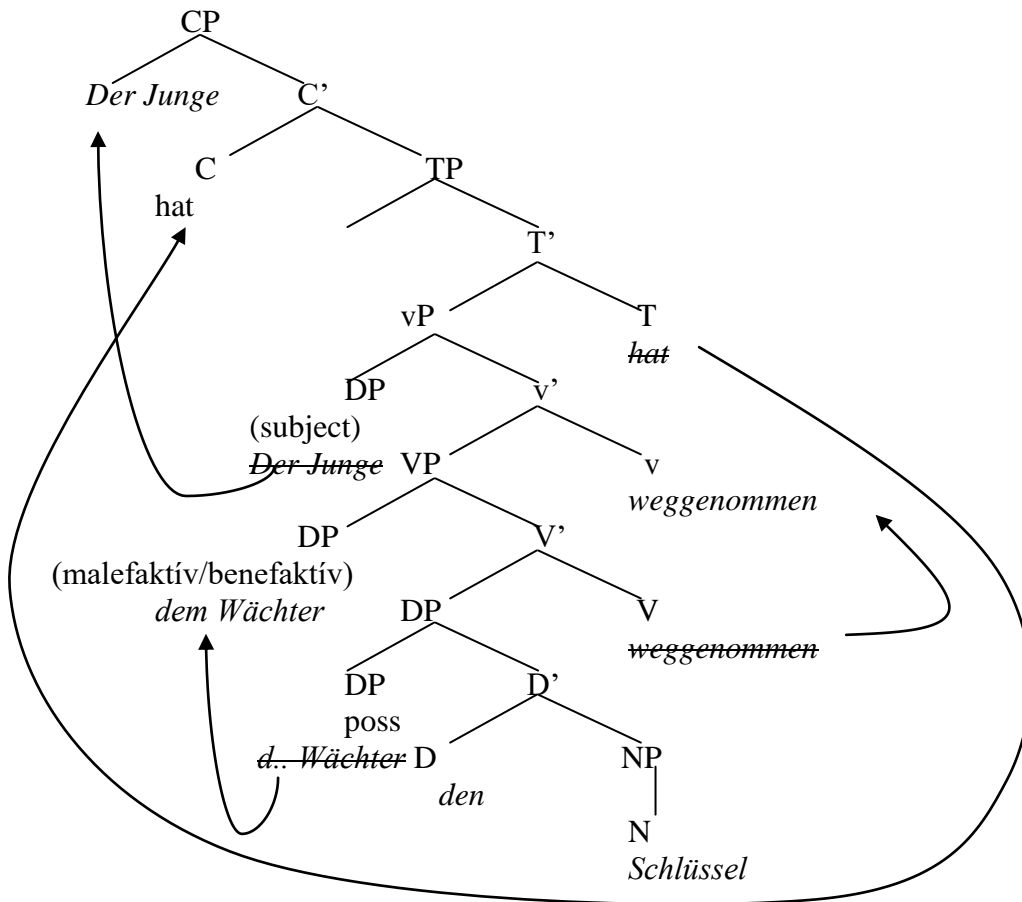 CP
Der Junge C’
C TP
hat
T’
vP T
hat
DP v’
(subject)
Der Junge VP v
weggenommen
DP V’
(malefaktív/benefaktív) 
dem Wächter DP V
weggenommen
DP D’
poss
d.. Wächter D NP
den
N
Schlüssel